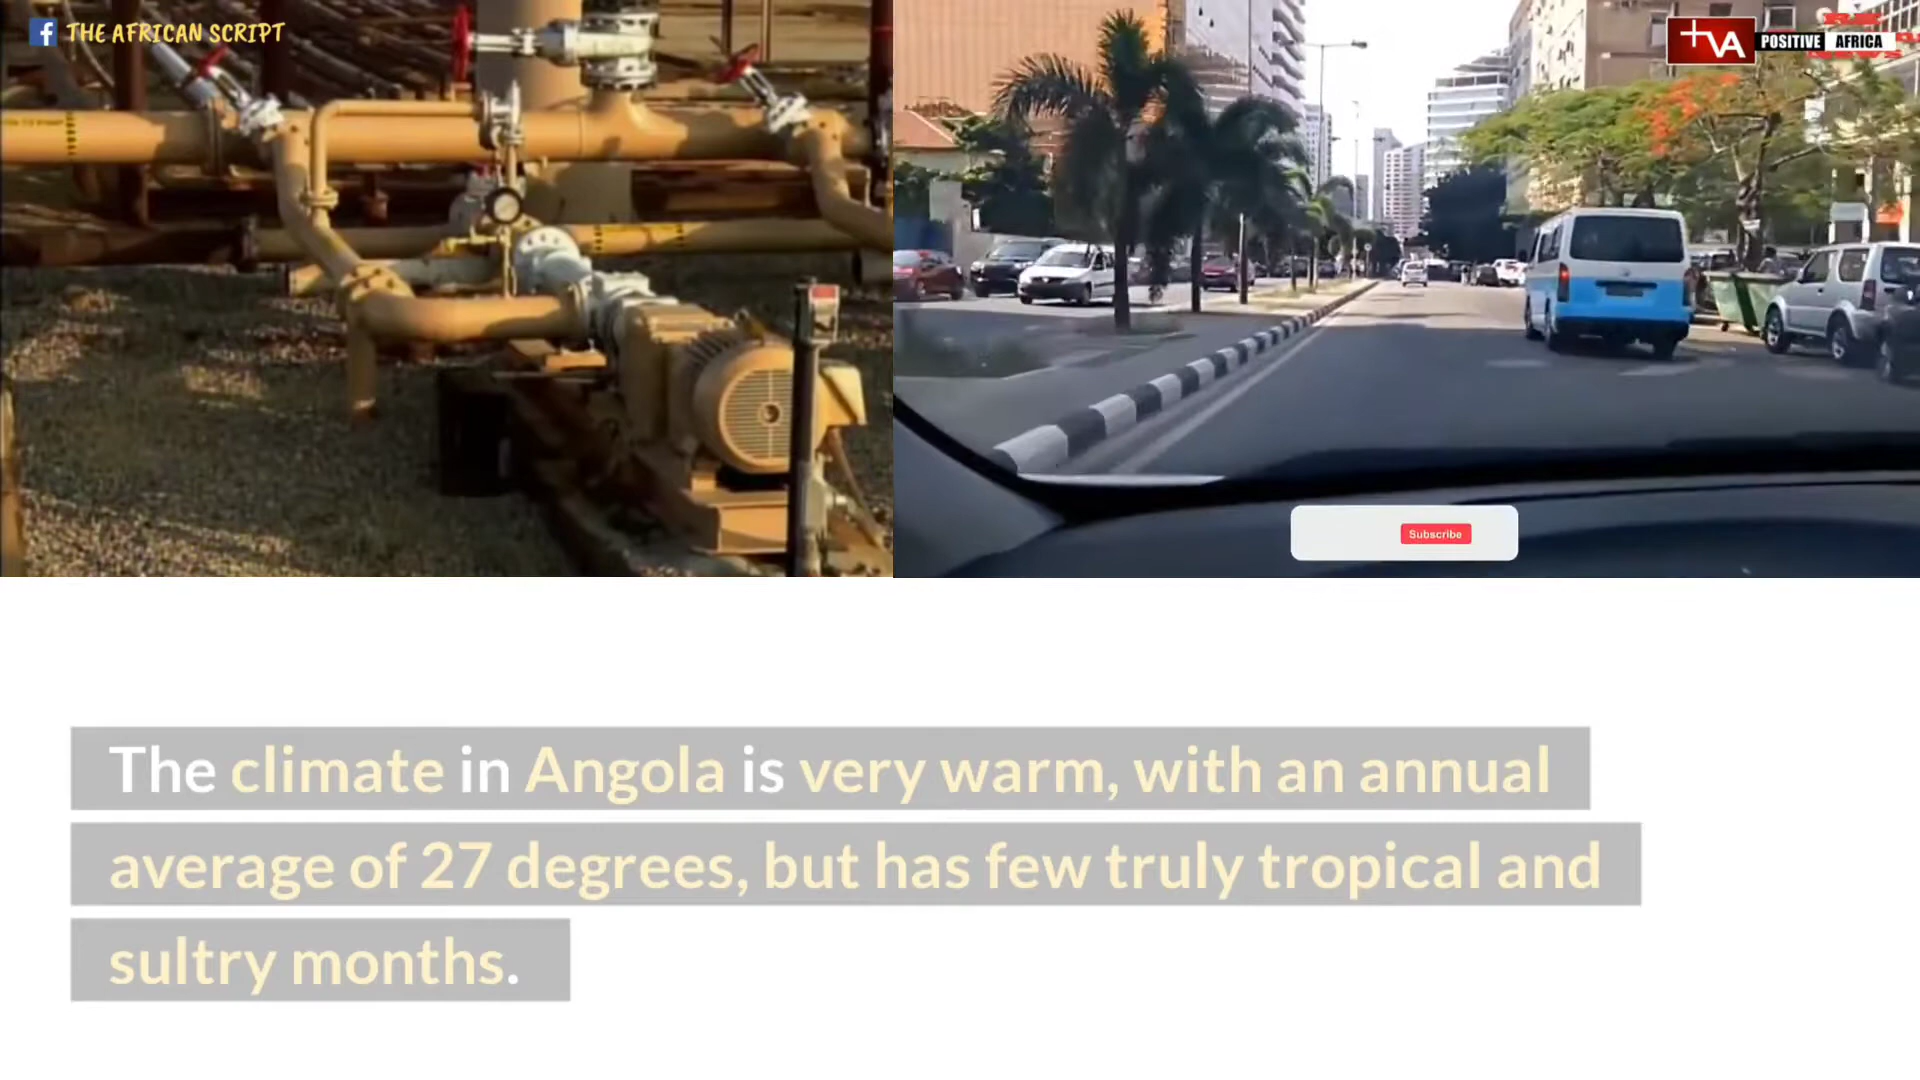 THE AFRICAN SCRIPT
+VA POSITIVE AFRICA
Subscribe
The climate in Angola is very warm, with an annual
average of 27 degrees, but has few truly tropical and
sultry months.